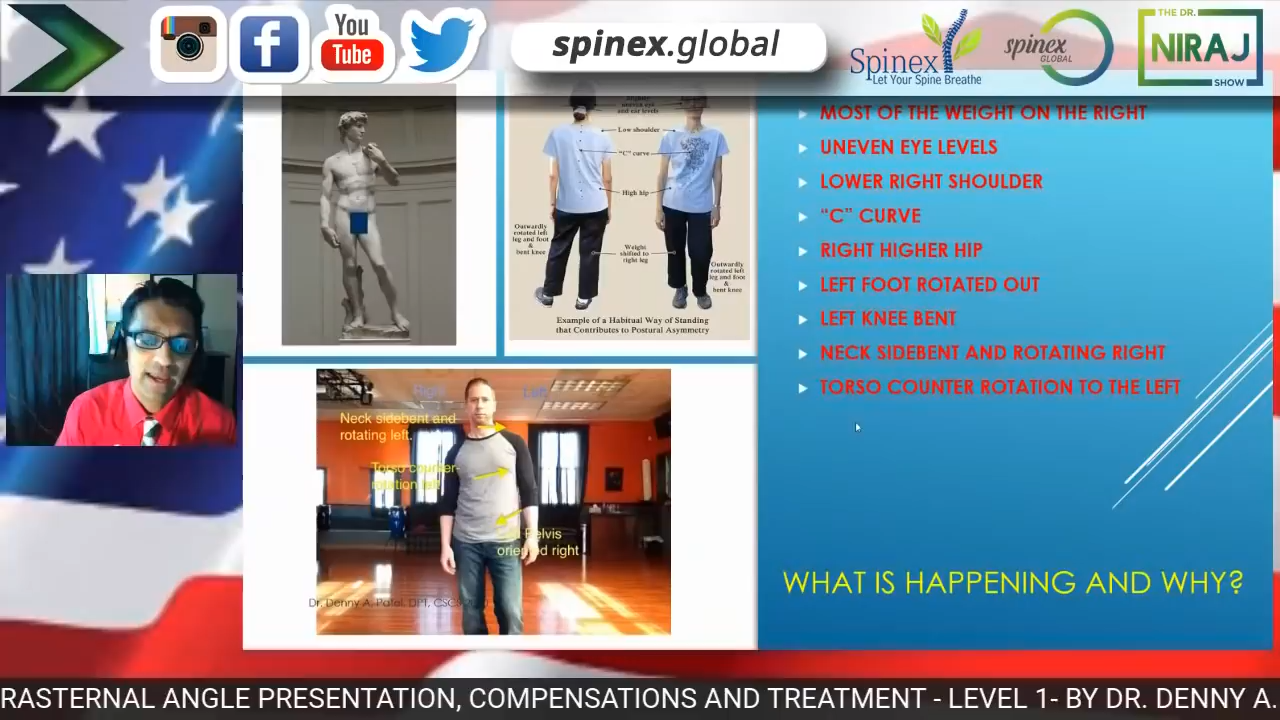 You
Tube
spinex.global
Spinex
Let Your Spine Breathe
spinex
GLOBAL
THE DR.
NIRAJ
SHOW
uneven eye
and ear levels
Low shoulder
"C" curve
High hip
Outwardly
rotated left
leg and foot
&
bent knee
Weight
shifted to
right leg
Outwardly
rotated left
leg and foot
&
bent knee
Example of a Habitual Way of Standing
that Contributes to Postural Asymmetry
MOST OF THE WEIGHT ON THE RIGHT
UNEVEN EYE LEVELS
LOWER RIGHT SHOULDER
“C” CURVE
RIGHT HIGHER HIP
LEFT FOOT ROTATED OUT
LEFT KNEE BENT
NECK SIDEBENT AND ROTATING RIGHT
TORSO COUNTER ROTATION TO THE LEFT
Right
Left
Neck sidebent and
rotating left.
Torso counter-
rotation left
Pelvis
oriented right
Dr. Denny A. Patel, DPT, CSCS
WHAT IS HAPPENING AND WHY?
RASTERNAL ANGLE PRESENTATION, COMPENSATIONS AND TREATMENT - LEVEL 1- BY DR. DENNY A.